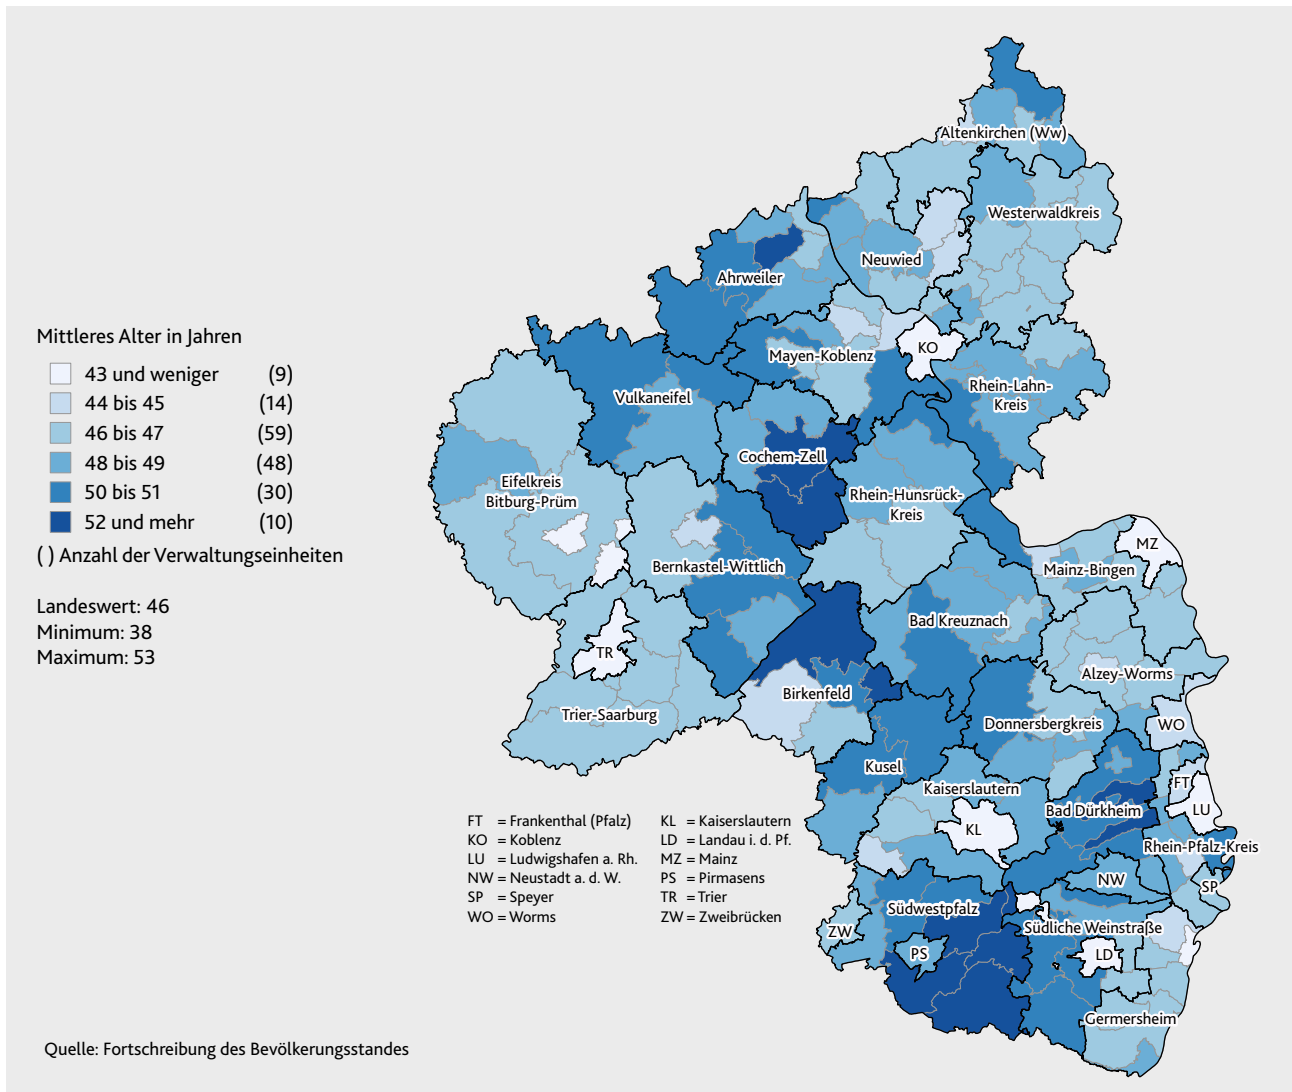 Altenkirchen (Ww)
Westerwaldkreis
Neuwied
Ahrweiler
Mittleres Alter in Jahren
43 und weniger (9)
44 bis 45 (14)
46 bis 47 (59)
48 bis 49 (48)
50 bis 51 (30)
52 und mehr (10)
( ) Anzahl der Verwaltungseinheiten
Landeswert: 46
Minimum: 38
Maximum: 53
KO
Mayen-Koblenz
Rhein-Lahn-
Kreis
Vulkaneifel
Cochem-Zell
Eifelkreis
Bitburg-Prüm
Rhein-Hunsrück-
Kreis
MZ
Mainz-Bingen
Bernkastel-Wittlich
Bad Kreuznach
TR
Alzey-Worms
Birkenfeld
Trier-Saarburg
Donnersbergkreis
WO
Kusel
Kaiserslautern
FT
LU
Bad Dürkheim
KL
Rhein-Pfalz-Kreis
NW
SP
Südwestpfalz
Südliche Weinstraße
ZW
PS
LD
Germersheim
FT = Frankenthal (Pfalz)
KO = Koblenz
LU = Ludwigshafen a. Rh.
NW = Neustadt a. d. W.
SP = Speyer
WO = Worms
KL = Kaiserslautern
LD = Landau i. d. Pf.
MZ = Mainz
PS = Pirmasens
TR = Trier
ZW = Zweibrücken
Quelle: Fortschreibung des Bevölkerungsstandes